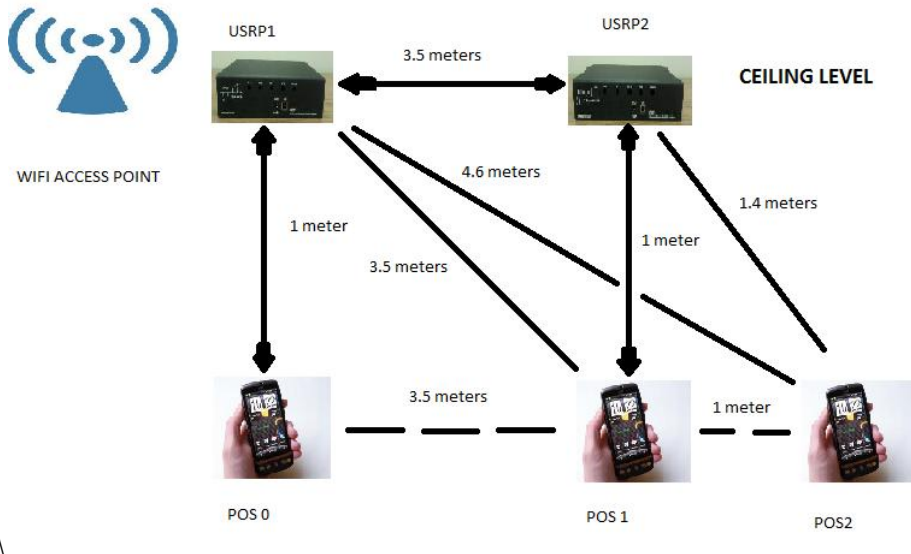 USRP1
USRP2
3.5 meters
CEILING LEVEL
WIFI ACCESS POINT
4.6 meters
1.4 meters
1 meter
1 meter
3.5 meters
3.5 meters
1 meter
POS 0
POS 1
POS2